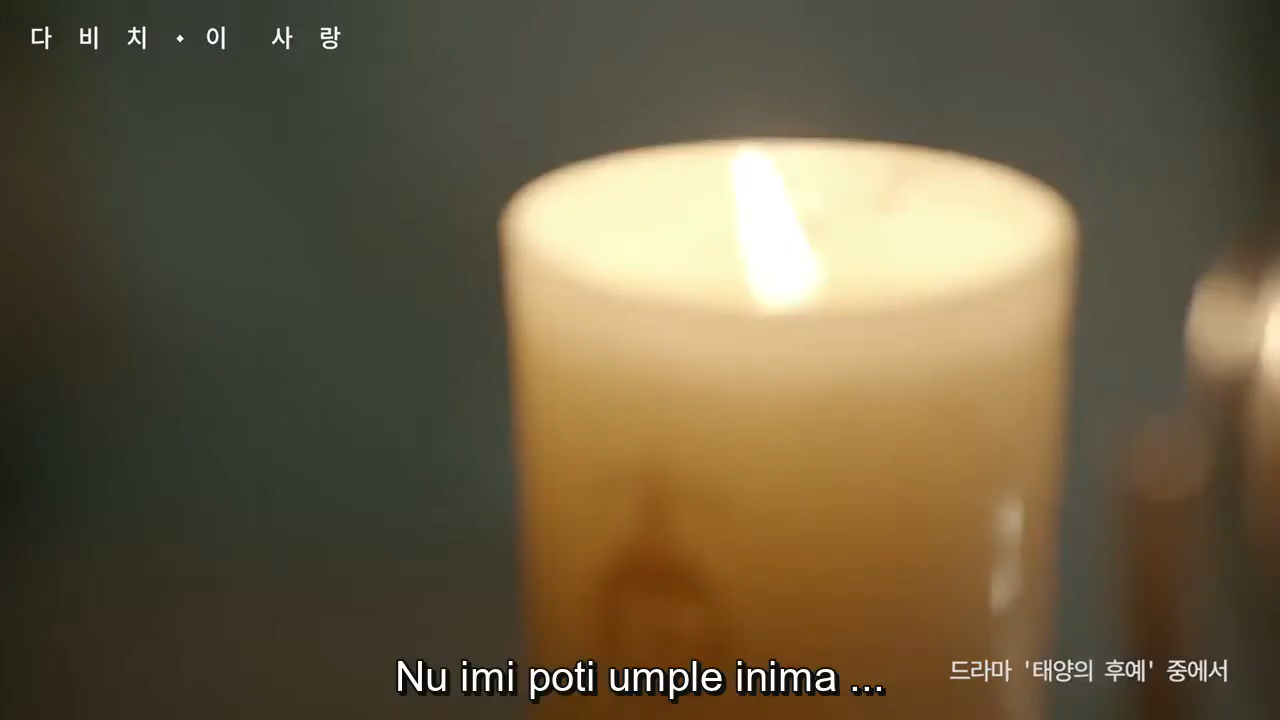 다비치 ⬩ 이 사랑
드라마 '태양의 후예' 중에서
Nu imi poti umple inima ...